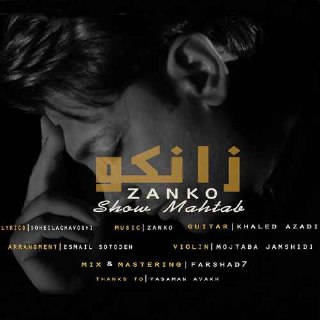 زانکو
ZANKO
Show Mahtab
LYRICS|SOHEILACHAVOSHI MUSIC|ZANKO GUITAR|KHALED AZADI
ARRANGMENT|ESMAIL SOTODEH VIOLIN|MOJTABA JAMSHIDI
MIX & MASTERING|FARSHAD7
THANKS TO|YASAMAN AVAKH